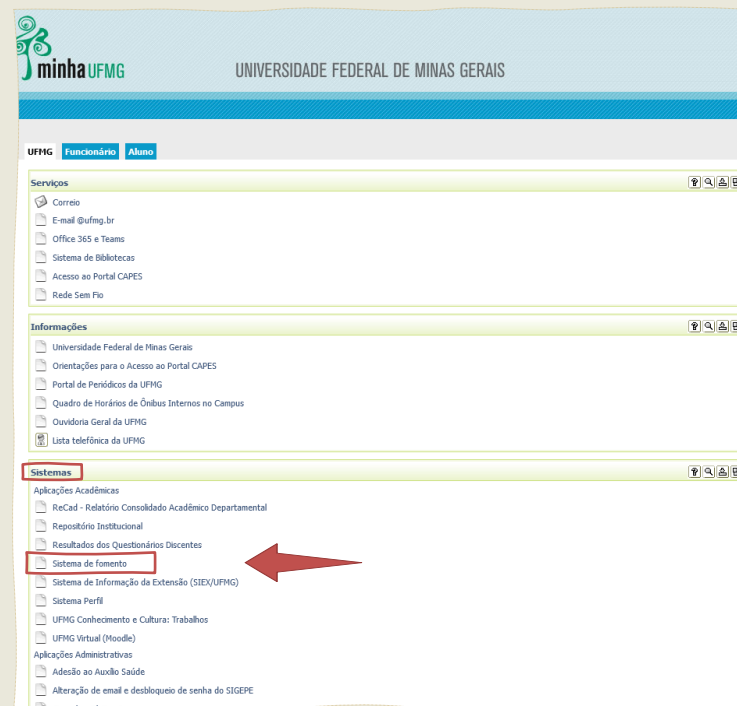 minha UFMG
UNIVERSIDADE FEDERAL DE MINAS GERAIS
UFMG Funcionário Aluno
Serviços
Correio
E-mail @ufmg.br
Office 365 e Teams
Sistema de Bibliotecas
Acesso ao Portal CAPES
Rede Sem Fio
Informações
Universidade Federal de Minas Gerais
Orientações para o Acesso ao Portal CAPES
Portal de Periódicos da UFMG
Quadro de Horários de Ônibus Internos no Campus
Ouvidoria Geral da UFMG
Lista telefônica da UFMG
Sistemas
Aplicações Acadêmicas
ReCad - Relatório Consolidado Acadêmico Departamental
Repositório Institucional
Resultados dos Questionários Discentes
Sistema de fomento
Sistema de Informação da Extensão (SIEX/UFMG)
Sistema Perfil
UFMG Conhecimento e Cultura: Trabalhos
UFMG Virtual (Moodle)
Aplicações Administrativas
Adesão ao Auxílio Saúde
Alteração de email e desbloqueio de senha do SIGEPE